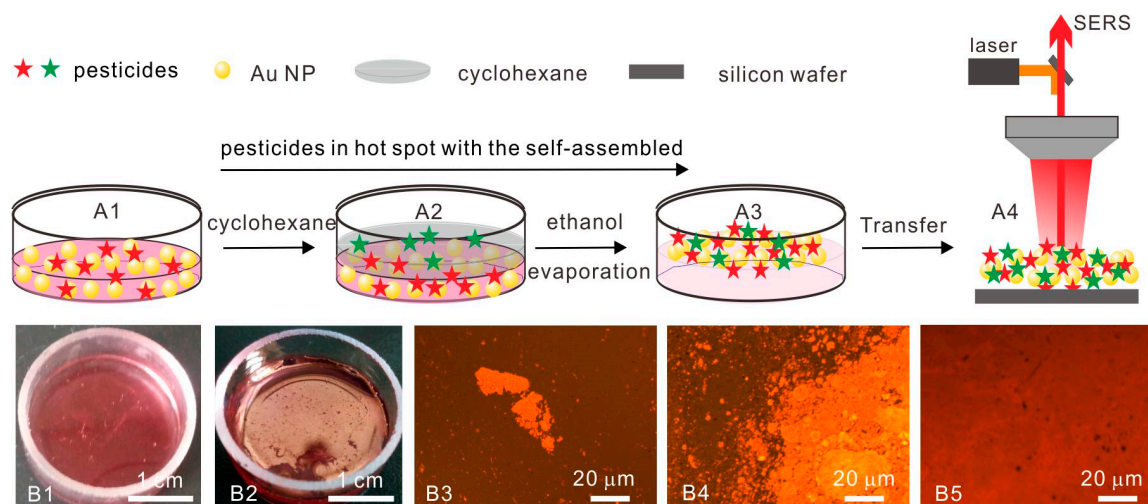 SERS
laser
pesticides
Au NP
cyclohexane
silicon wafer
pesticides in hot spot with the self-assembled
A1
cyclohexane
A2
ethanol
evaporation
A3
Transfer
A4
B1
1 cm
B2
1 cm
B3
20 μm
B4
20 μm
B5
20 μm